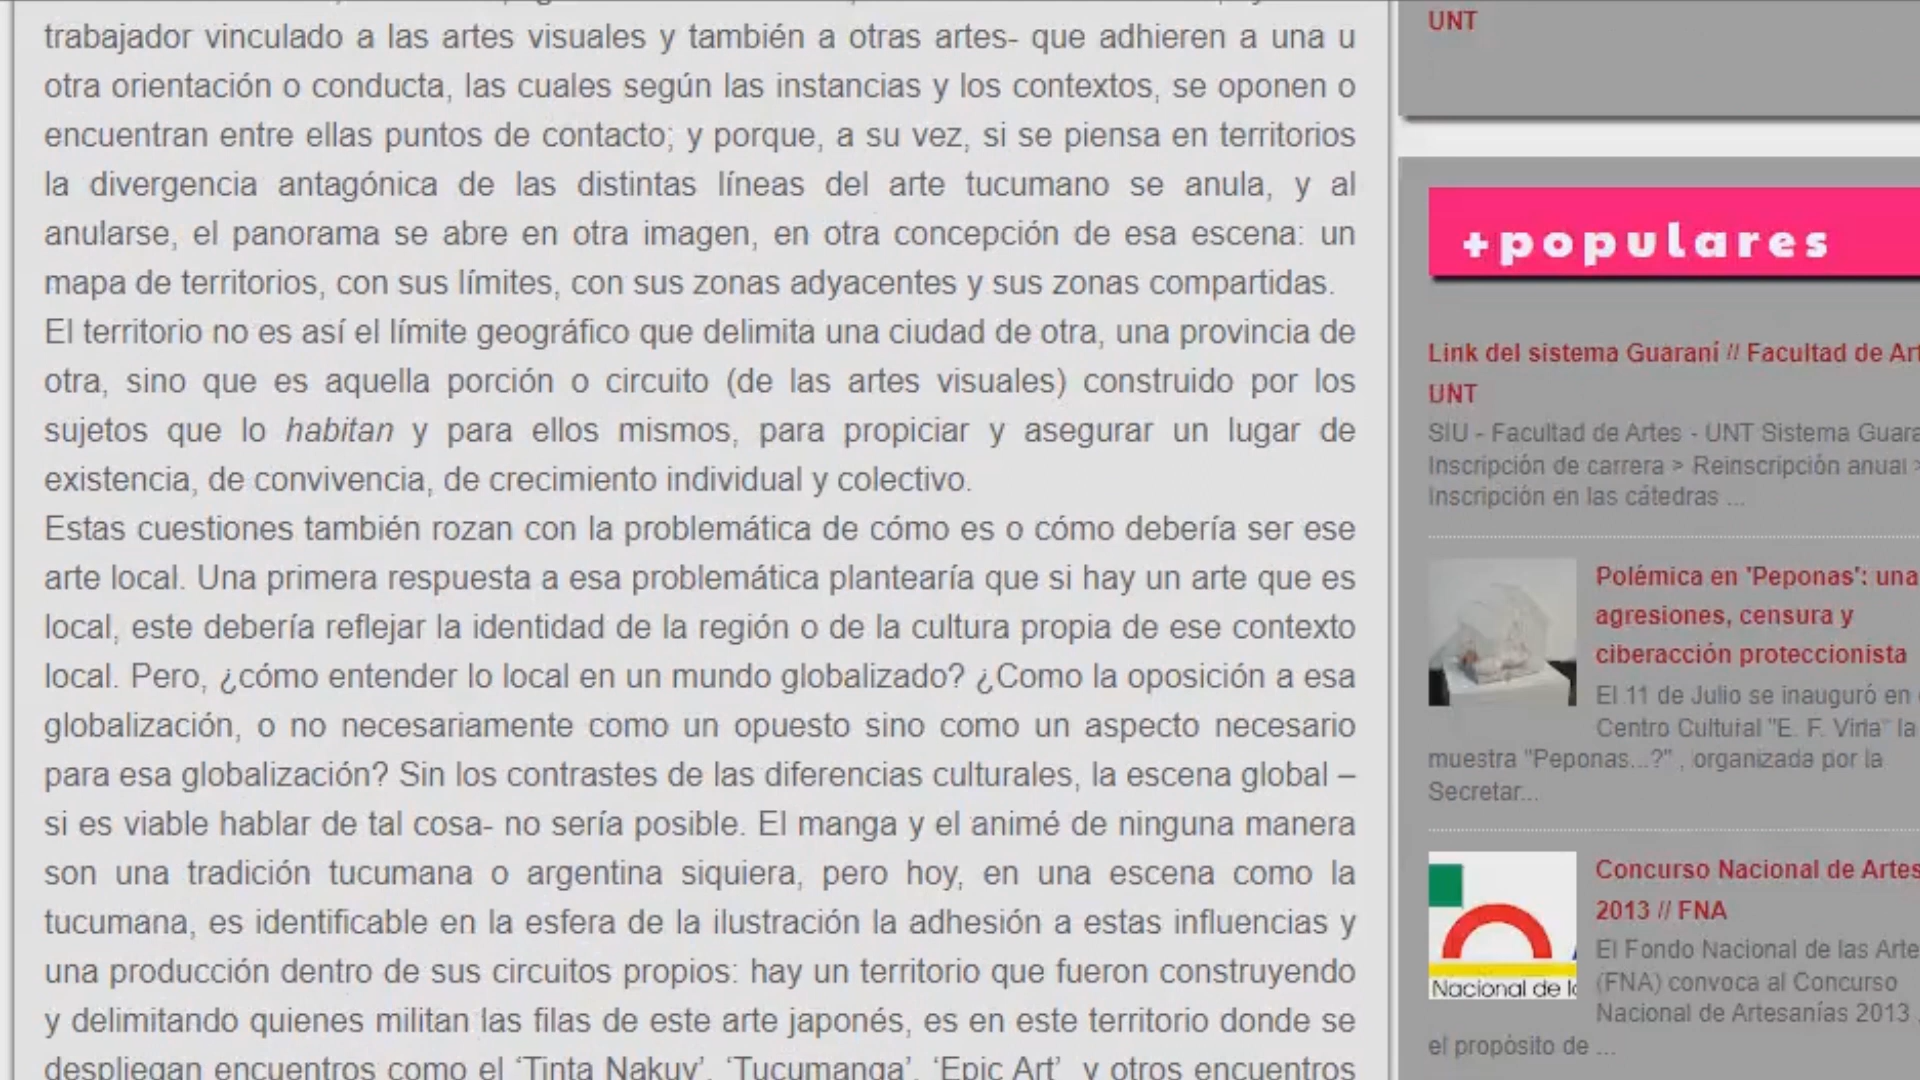 trabajador vinculado a las artes visuales y también a otras artes- que adhieren a una u
otra orientación o conducta, las cuales según las instancias y los contextos, se oponen o
encuentran entre ellas puntos de contacto; y porque, a su vez, si se piensa en territorios
la divergencia antagónica de las distintas líneas del arte tucumano se anula, y al
anularse, el panorama se abre en otra imagen, en otra concepción de esa escena: un
mapa de territorios, con sus límites, con sus zonas adyacentes y sus zonas compartidas.
El territorio no es así el límite geográfico que delimita una ciudad de otra, una provincia de
otra, sino que es aquella porción o circuito (de las artes visuales) construido por los
sujetos que lo habitan y para ellos mismos, para propiciar y asegurar un lugar de
existencia, de convivencia, de crecimiento individual y colectivo.
Estas cuestiones también rozan con la problemática de cómo es o cómo debería ser ese
arte local. Una primera respuesta a esa problemática plantearía que si hay un arte que es
local, este debería reflejar la identidad de la región o de la cultura propia de ese contexto
local. Pero, ¿cómo entender lo local en un mundo globalizado? ¿Como la oposición a esa
globalización, o no necesariamente como un opuesto sino como un aspecto necesario
para esa globalización? Sin los contrastes de las diferencias culturales, la escena global –
si es viable hablar de tal cosa- no sería posible. El manga y el animé de ninguna manera
son una tradición tucumana o argentina siquiera, pero hoy, en una escena como la
tucumana, es identificable en la esfera de la ilustración la adhesión a estas influencias y
una producción dentro de sus circuitos propios: hay un territorio que fueron construyendo
y delimitando quienes militan las filas de este arte japonés, es en este territorio donde se
despliegan encuentros como el ‘Tinta Nakuy’, ‘Tucumanga’, ‘Epic Art’ y otros encuentros
UNT
+populares
Link del sistema Guaraní // Facultad de Art
UNT
SIU - Facultad de Artes - UNT Sistema Guara
Inscripción de carrera > Reinscripción anual >
Inscripción en las cátedras ...
Polémica en 'Peponas': una
agresiones, censura y
ciberacción proteccionista
El 11 de Julio se inauguró en
Centro Cultural "E. F. Virla" la
muestra "Peponas...?" , organizada por la
Secretar...
Concurso Nacional de Artes
2013 // FNA
El Fondo Nacional de las Arte
(FNA) convoca al Concurso
Nacional de Artesanías 2013
el propósito de ...
Nacional de l